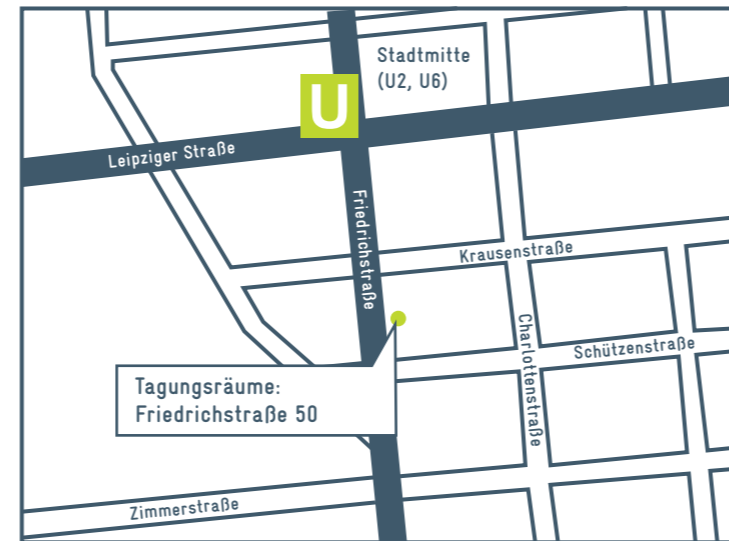 Stadtmitte
(U2, U6)
U
Leipziger Straße
Friedrichstraße
Krausenstraße
Charlottenstraße
Schützenstraße
Tagungsräume:
Friedrichstraße 50
Zimmerstraße